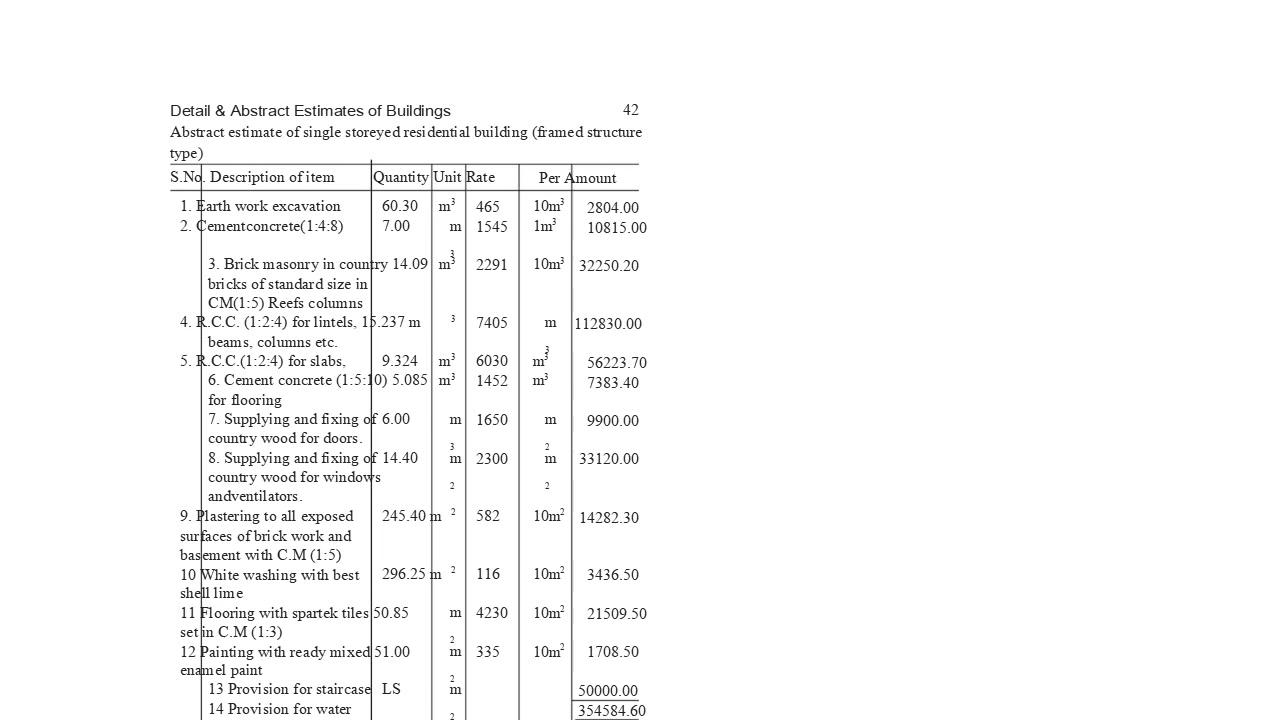 Detail & Abstract Estimates of Buildings 42
Abstract estimate of single storeyed residential building (framed structure
type)
S.No. Description of item Quantity Unit Rate Per Amount
1. Earth work excavation 60.30 m³ 465 10m³ 2804.00
2. Cementconcrete(1:4:8) 7.00 m 1545 1m³ 10815.00
3
3. Brick masonry in country 14.09 m³ 2291 10m³ 32250.20
bricks of standard size in
CM(1:5) Reefs columns
4. R.C.C. (1:2:4) for lintels, 15.237 m ³ 7405 m 112830.00
beams, columns etc. 3
5. R.C.C.(1:2:4) for slabs, 9.324 m³ 6030 m³ 56223.70
6. Cement concrete (1:5:10) 5.085 m³ 1452 m³ 7383.40
for flooring
7. Supplying and fixing of 6.00 m 1650 m 9900.00
country wood for doors. 3 2
8. Supplying and fixing of 14.40 m 2300 m 33120.00
country wood for windows 2 2
andventilators.
9. Plastering to all exposed 245.40 m ² 582 10m² 14282.30
surfaces of brick work and
basement with C.M (1:5)
10 White washing with best 296.25 m ² 116 10m² 3436.50
shell lime
11 Flooring with spartek tiles 50.85 m 4230 10m² 21509.50
set in C.M (1:3) 2
12 Painting with ready mixed 51.00 m 335 10m² 1708.50
enamel paint 2
13 Provision for staircase LS m 50000.00
14 Provision for water 2 354584.60